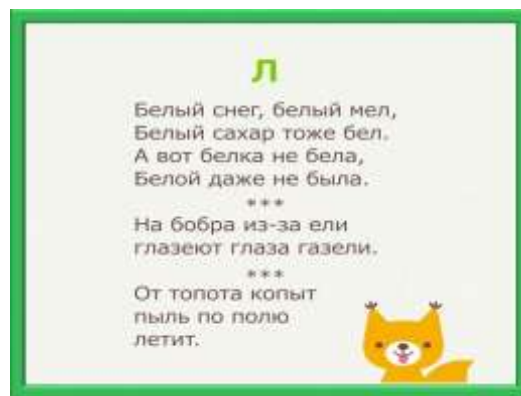 Л
Белый снег, белый мел,
Белый сахар тоже бел.
А вот белка не бела,
Белой даже не была.
***
На бобра из-за ели
глазеют глаза газели.
***
От топота копыт
пыль по полю
летит.